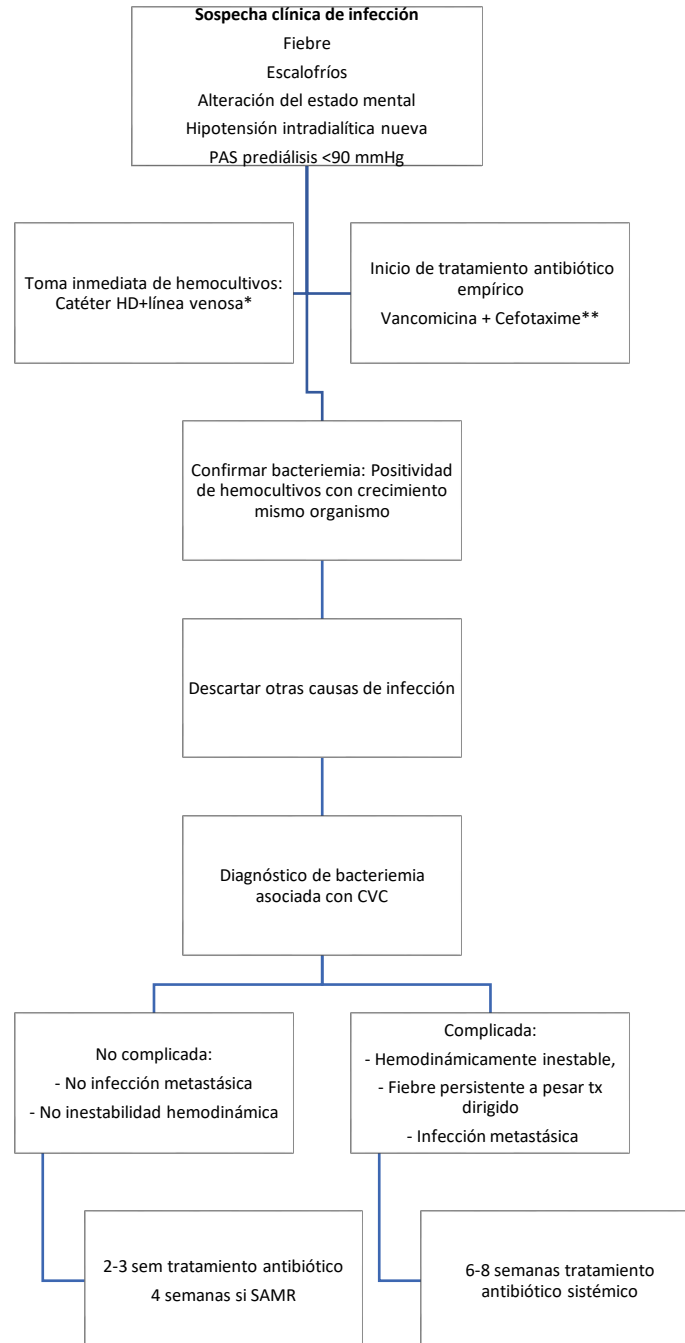 Sospecha clínica de infección
Fiebre
Escalofríos
Alteración del estado mental
Hipotensión intradialítica nueva
PAS prediálisis <90 mmHg
Toma inmediata de hemocultivos:
Catéter HD+línea venosa*
Inicio de tratamiento antibiótico
empírico
Vancomicina + Cefotaxime**
Confirmar bacteriemia: Positividad
de hemocultivos con crecimiento
mismo organismo
Descartar otras causas de infección
Diagnóstico de bacteriemia
asociada con CVC
No complicada:
- No infección metastásica
- No inestabilidad hemodinámica
Complicada:
- Hemodinámicamente inestable,
- Fiebre persistente a pesar tx
dirigido
- Infección metastásica
2-3 sem tratamiento antibiótico
4 semanas si SAMR
6-8 semanas tratamiento
antibiótico sistémico